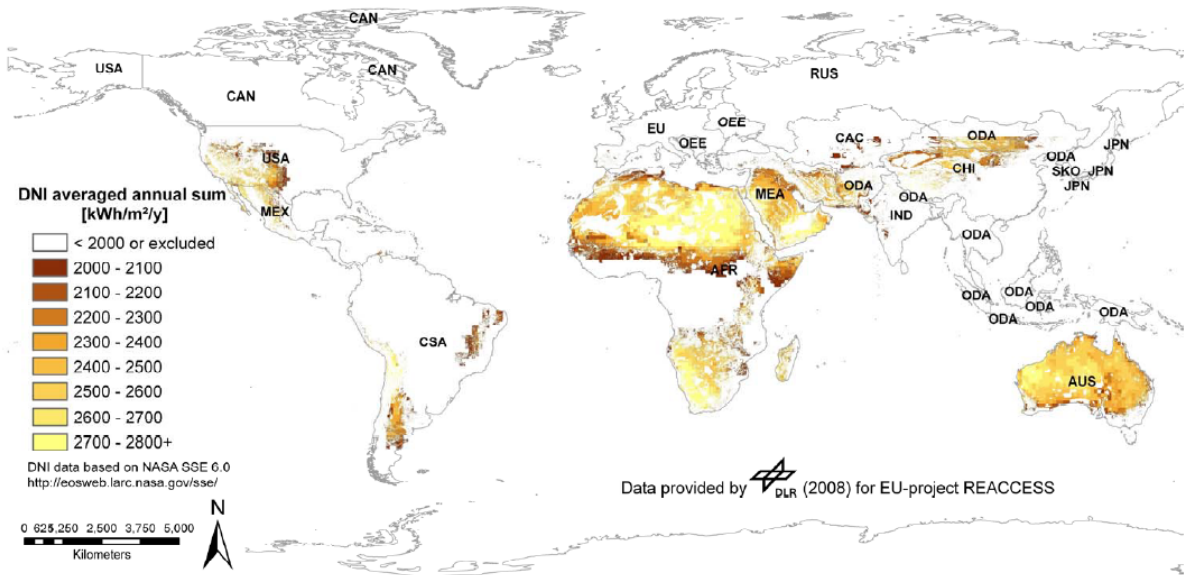 CAN
USA
CAN
CAN
RUS
EU
OEE
OEE
CAC
ODA
CHI
ODA
SKO
JPN
JPN
JPN
USA
MEX
MEA
ODA
ODA
IND
ODA
AFR
ODA
ODA
ODA
ODA
ODA
CSA
AUS
DNI averaged annual sum
[kWh/m²/y]
< 2000 or excluded
2000 - 2100
2100 - 2200
2200 - 2300
2300 - 2400
2400 - 2500
2500 - 2600
2600 - 2700
2700 - 2800+
DNI data based on NASA SSE 6.0
http://eosweb.larc.nasa.gov/sse/
Data provided by DLR (2008) for EU-project REACCESS
N
0 625 1,250 2,500 3,750 5,000
Kilometers